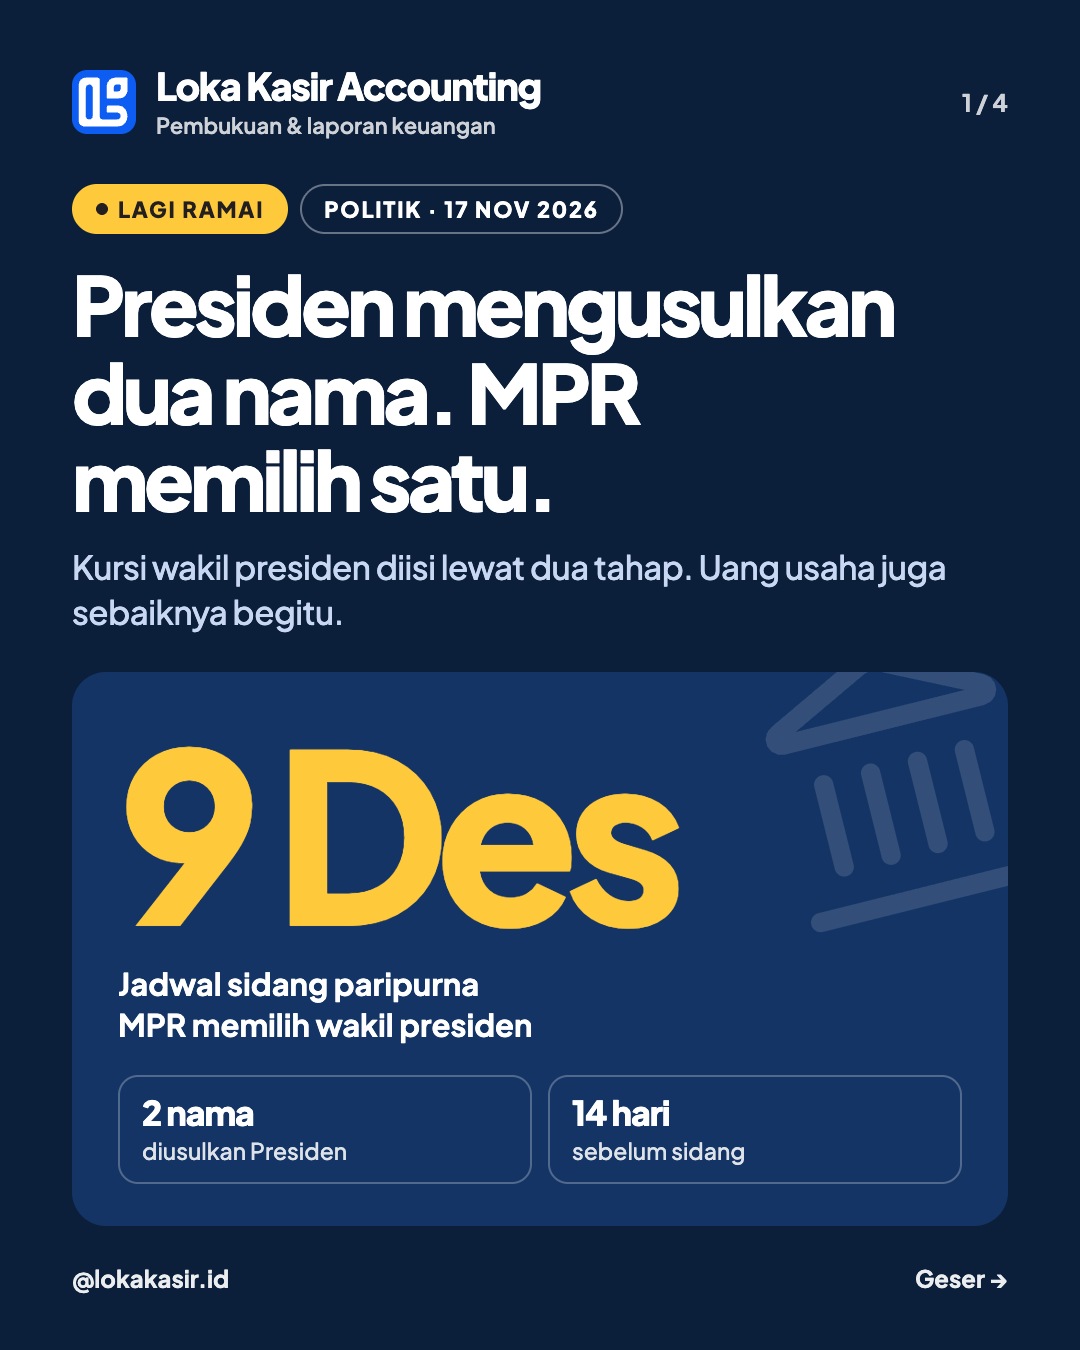 Loka Kasir Accounting
Pembukuan & laporan keuangan
1 / 4
• LAGI RAMAI
POLITIK · 17 NOV 2026
Presiden mengusulkan
dua nama. MPR
memilih satu.
Kursi wakil presiden diisi lewat dua tahap. Uang usaha juga
sebaiknya begitu.
9 Des
Jadwal sidang paripurna
MPR memilih wakil presiden
2 nama
diusulkan Presiden
14 hari
sebelum sidang
@lokakasir.id
Geser →